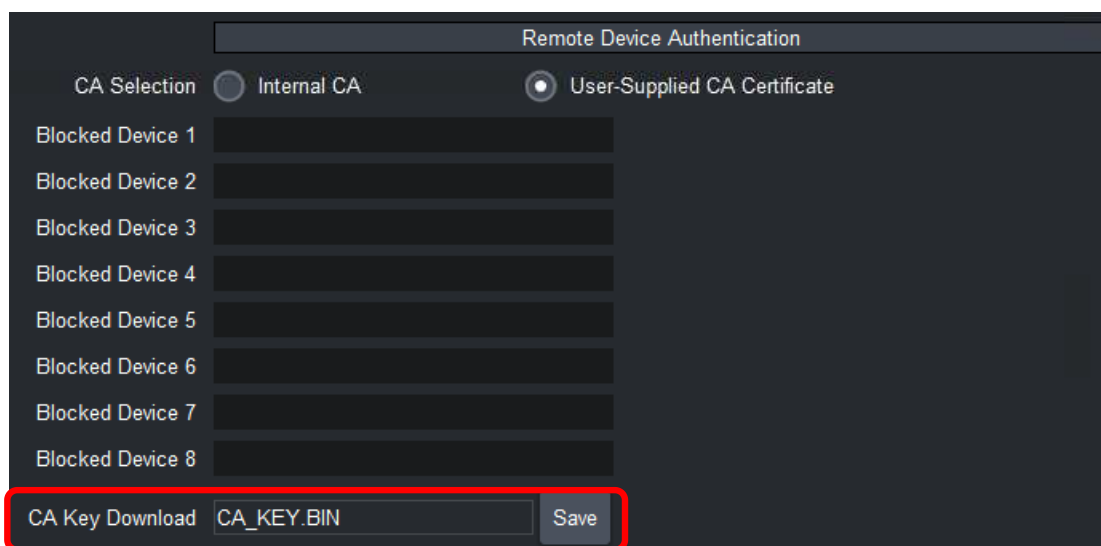 Remote Device Authentication
CA Selection Internal CA User-Supplied CA Certificate
Blocked Device 1
Blocked Device 2
Blocked Device 3
Blocked Device 4
Blocked Device 5
Blocked Device 6
Blocked Device 7
Blocked Device 8
CA Key Download CA_KEY.BIN Save